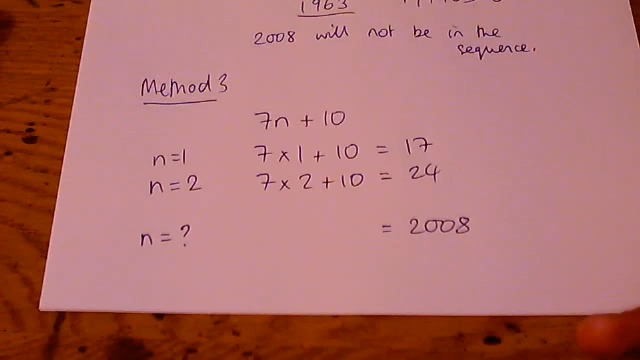 1963
2008 will not be in the
sequence.
Method 3
7n + 10
n=1 7 × 1 + 10 = 17
n=2 7 × 2 + 10 = 24
n=? = 2008